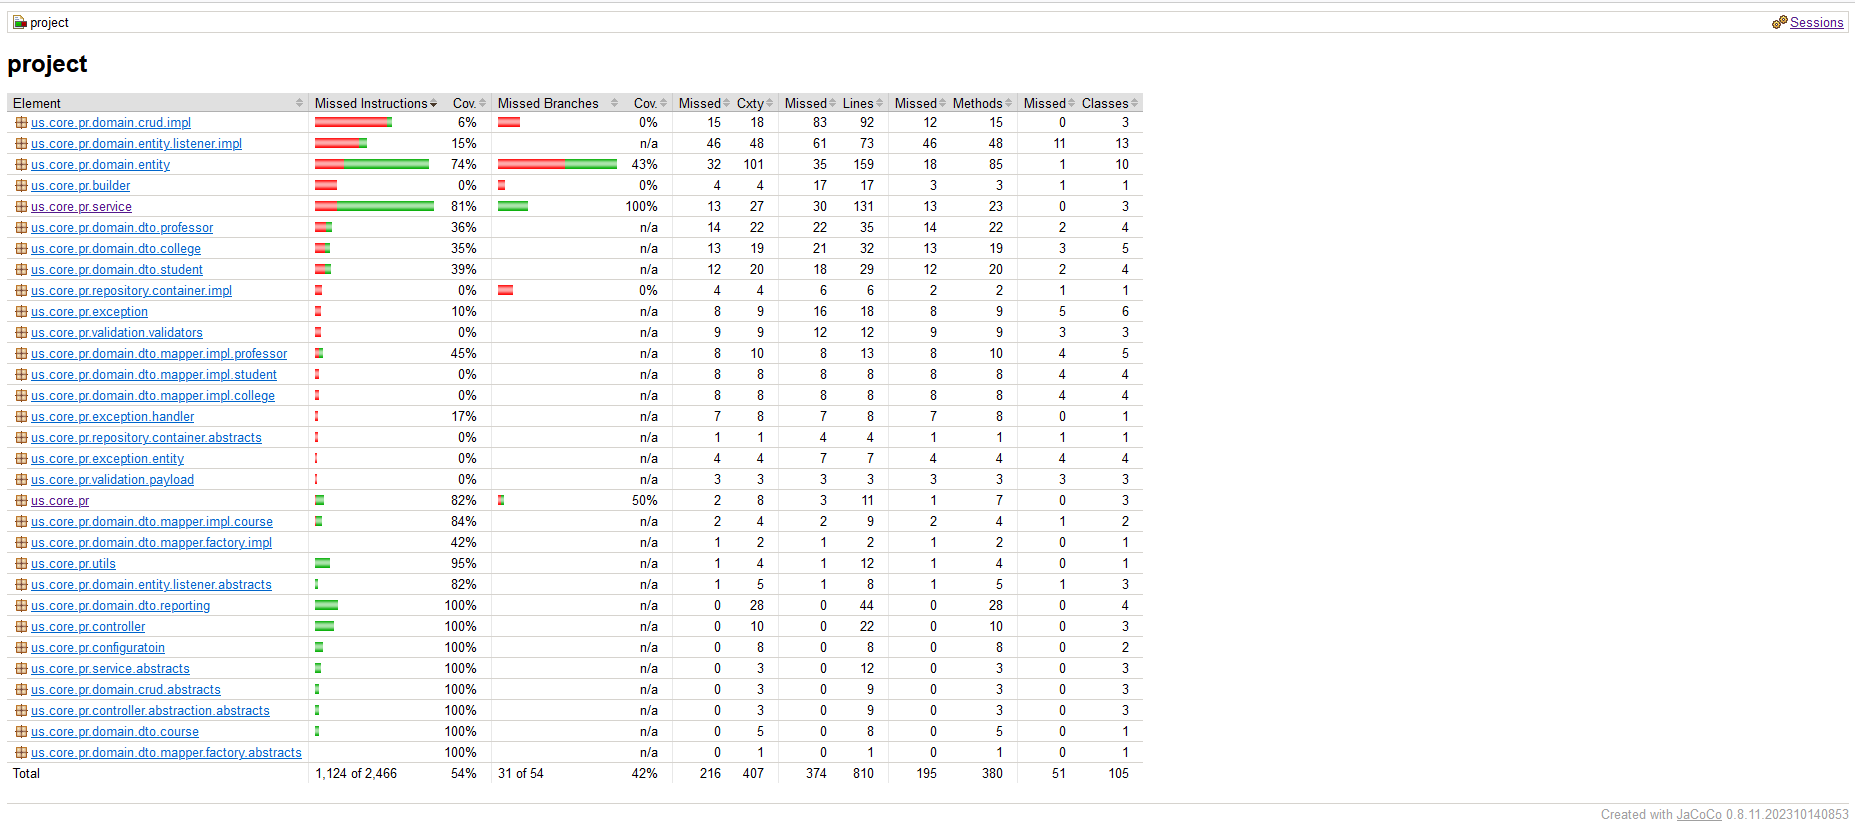 project Sessions
project
Element Missed Instructions Cov. Missed Branches Cov. Missed Cxty Missed Lines Missed Methods Missed Classes
us.core.pr.domain.crud.impl 6% 0% 15 18 83 92 12 15 0 3
us.core.pr.domain.entity.listener.impl 15% n/a 46 48 61 73 46 48 11 13
us.core.pr.domain.entity 74% 43% 32 101 35 159 18 85 1 10
us.core.pr.builder 0% 0% 4 4 17 17 3 3 1 1
us.core.pr.service 81% 100% 13 27 30 131 13 23 0 3
us.core.pr.domain.dto.professor 36% n/a 14 22 22 35 14 22 2 4
us.core.pr.domain.dto.college 35% n/a 13 19 21 32 13 19 3 5
us.core.pr.domain.dto.student 39% n/a 12 20 18 29 12 20 2 4
us.core.pr.repository.container.impl 0% 0% 4 4 6 6 2 2 1 1
us.core.pr.exception 10% n/a 8 9 16 18 8 9 5 6
us.core.pr.validation.validators 0% n/a 9 9 12 12 9 9 3 3
us.core.pr.domain.dto.mapper.impl.professor 45% n/a 8 10 8 13 8 10 4 5
us.core.pr.domain.dto.mapper.impl.student 0% n/a 8 8 8 8 8 8 4 4
us.core.pr.domain.dto.mapper.impl.college 0% n/a 8 8 8 8 8 8 4 4
us.core.pr.exception.handler 17% n/a 7 8 7 8 7 8 0 1
us.core.pr.repository.container.abstracts 0% n/a 1 1 4 4 1 1 1 1
us.core.pr.exception.entity 0% n/a 4 4 7 7 4 4 4 4
us.core.pr.validation.payload 0% n/a 3 3 3 3 3 3 3 3
us.core.pr 82% 50% 2 8 3 11 1 7 0 3
us.core.pr.domain.dto.mapper.impl.course 84% n/a 2 4 2 9 2 4 1 2
us.core.pr.domain.dto.mapper.factory.impl 42% n/a 1 2 1 2 1 2 0 1
us.core.pr.utils 95% n/a 1 4 1 12 1 4 0 1
us.core.pr.domain.entity.listener.abstracts 82% n/a 1 5 1 8 1 5 1 3
us.core.pr.domain.dto.reporting 100% n/a 0 28 0 44 0 28 0 4
us.core.pr.controller 100% n/a 0 10 0 22 0 10 0 3
us.core.pr.configuratoin 100% n/a 0 8 0 8 0 8 0 2
us.core.pr.service.abstracts 100% n/a 0 3 0 12 0 3 0 3
us.core.pr.domain.crud.abstracts 100% n/a 0 3 0 9 0 3 0 3
us.core.pr.controller.abstraction.abstracts 100% n/a 0 3 0 9 0 3 0 3
us.core.pr.domain.dto.course 100% n/a 0 5 0 8 0 5 0 1
us.core.pr.domain.dto.mapper.factory.abstracts 100% n/a 0 1 0 1 0 1 0 1
Total 1,124 of 2,466 54% 31 of 54 42% 216 407 374 810 195 380 51 105
Created with JaCoCo 0.8.11.202310140853